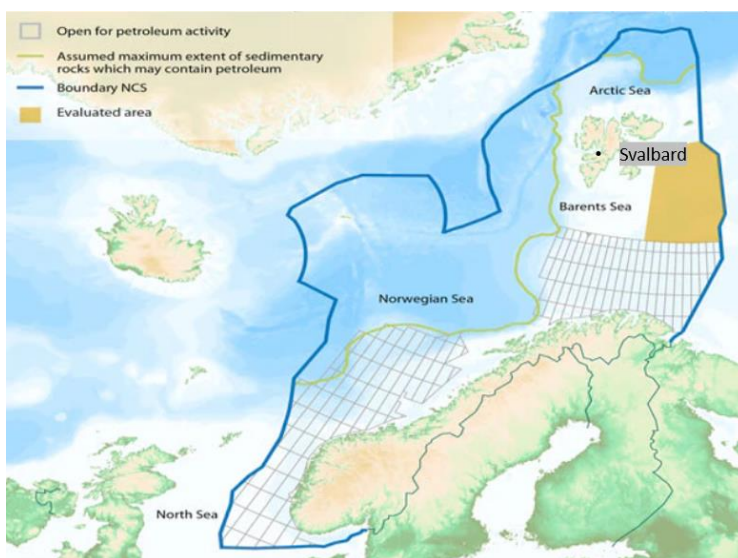 Open for petroleum activity
Assumed maximum extent of sedimentary
rocks which may contain petroleum
Boundary NCS
Evaluated area
Arctic Sea
Svalbard
Barents Sea
Norwegian Sea
North Sea